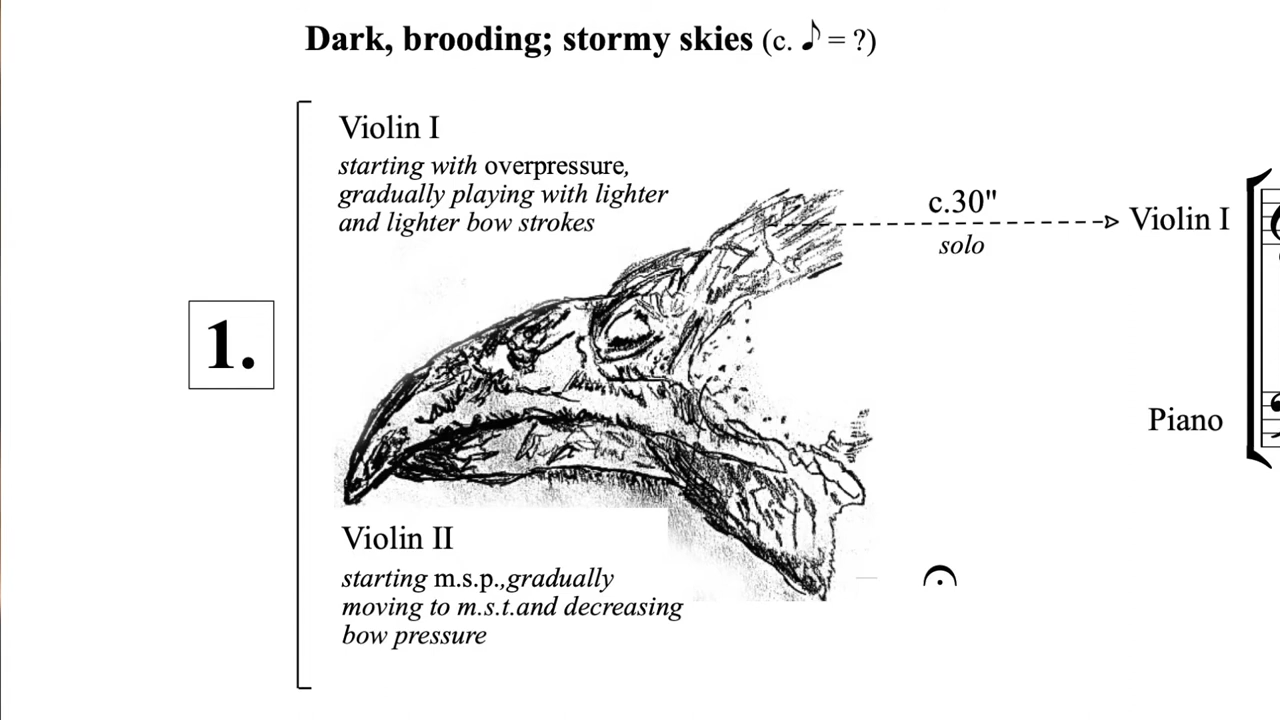 Dark, brooding; stormy skies (c. ♪ = ?)
Violin I
starting with overpressure,
gradually playing with lighter
and lighter bow strokes
c.30"
solo
Violin I
1.
Piano
Violin II
starting m.s.p.,gradually
moving to m.s.t.and decreasing
bow pressure